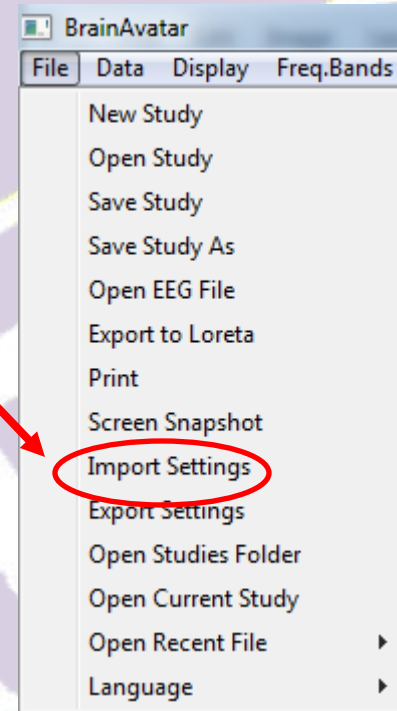 BrainAvatar
File Data Display Freq.Bands
New Study
Open Study
Save Study
Save Study As
Open EEG File
Export to Loreta
Print
Screen Snapshot
Import Settings
Export Settings
Open Studies Folder
Open Current Study
Open Recent File
Language